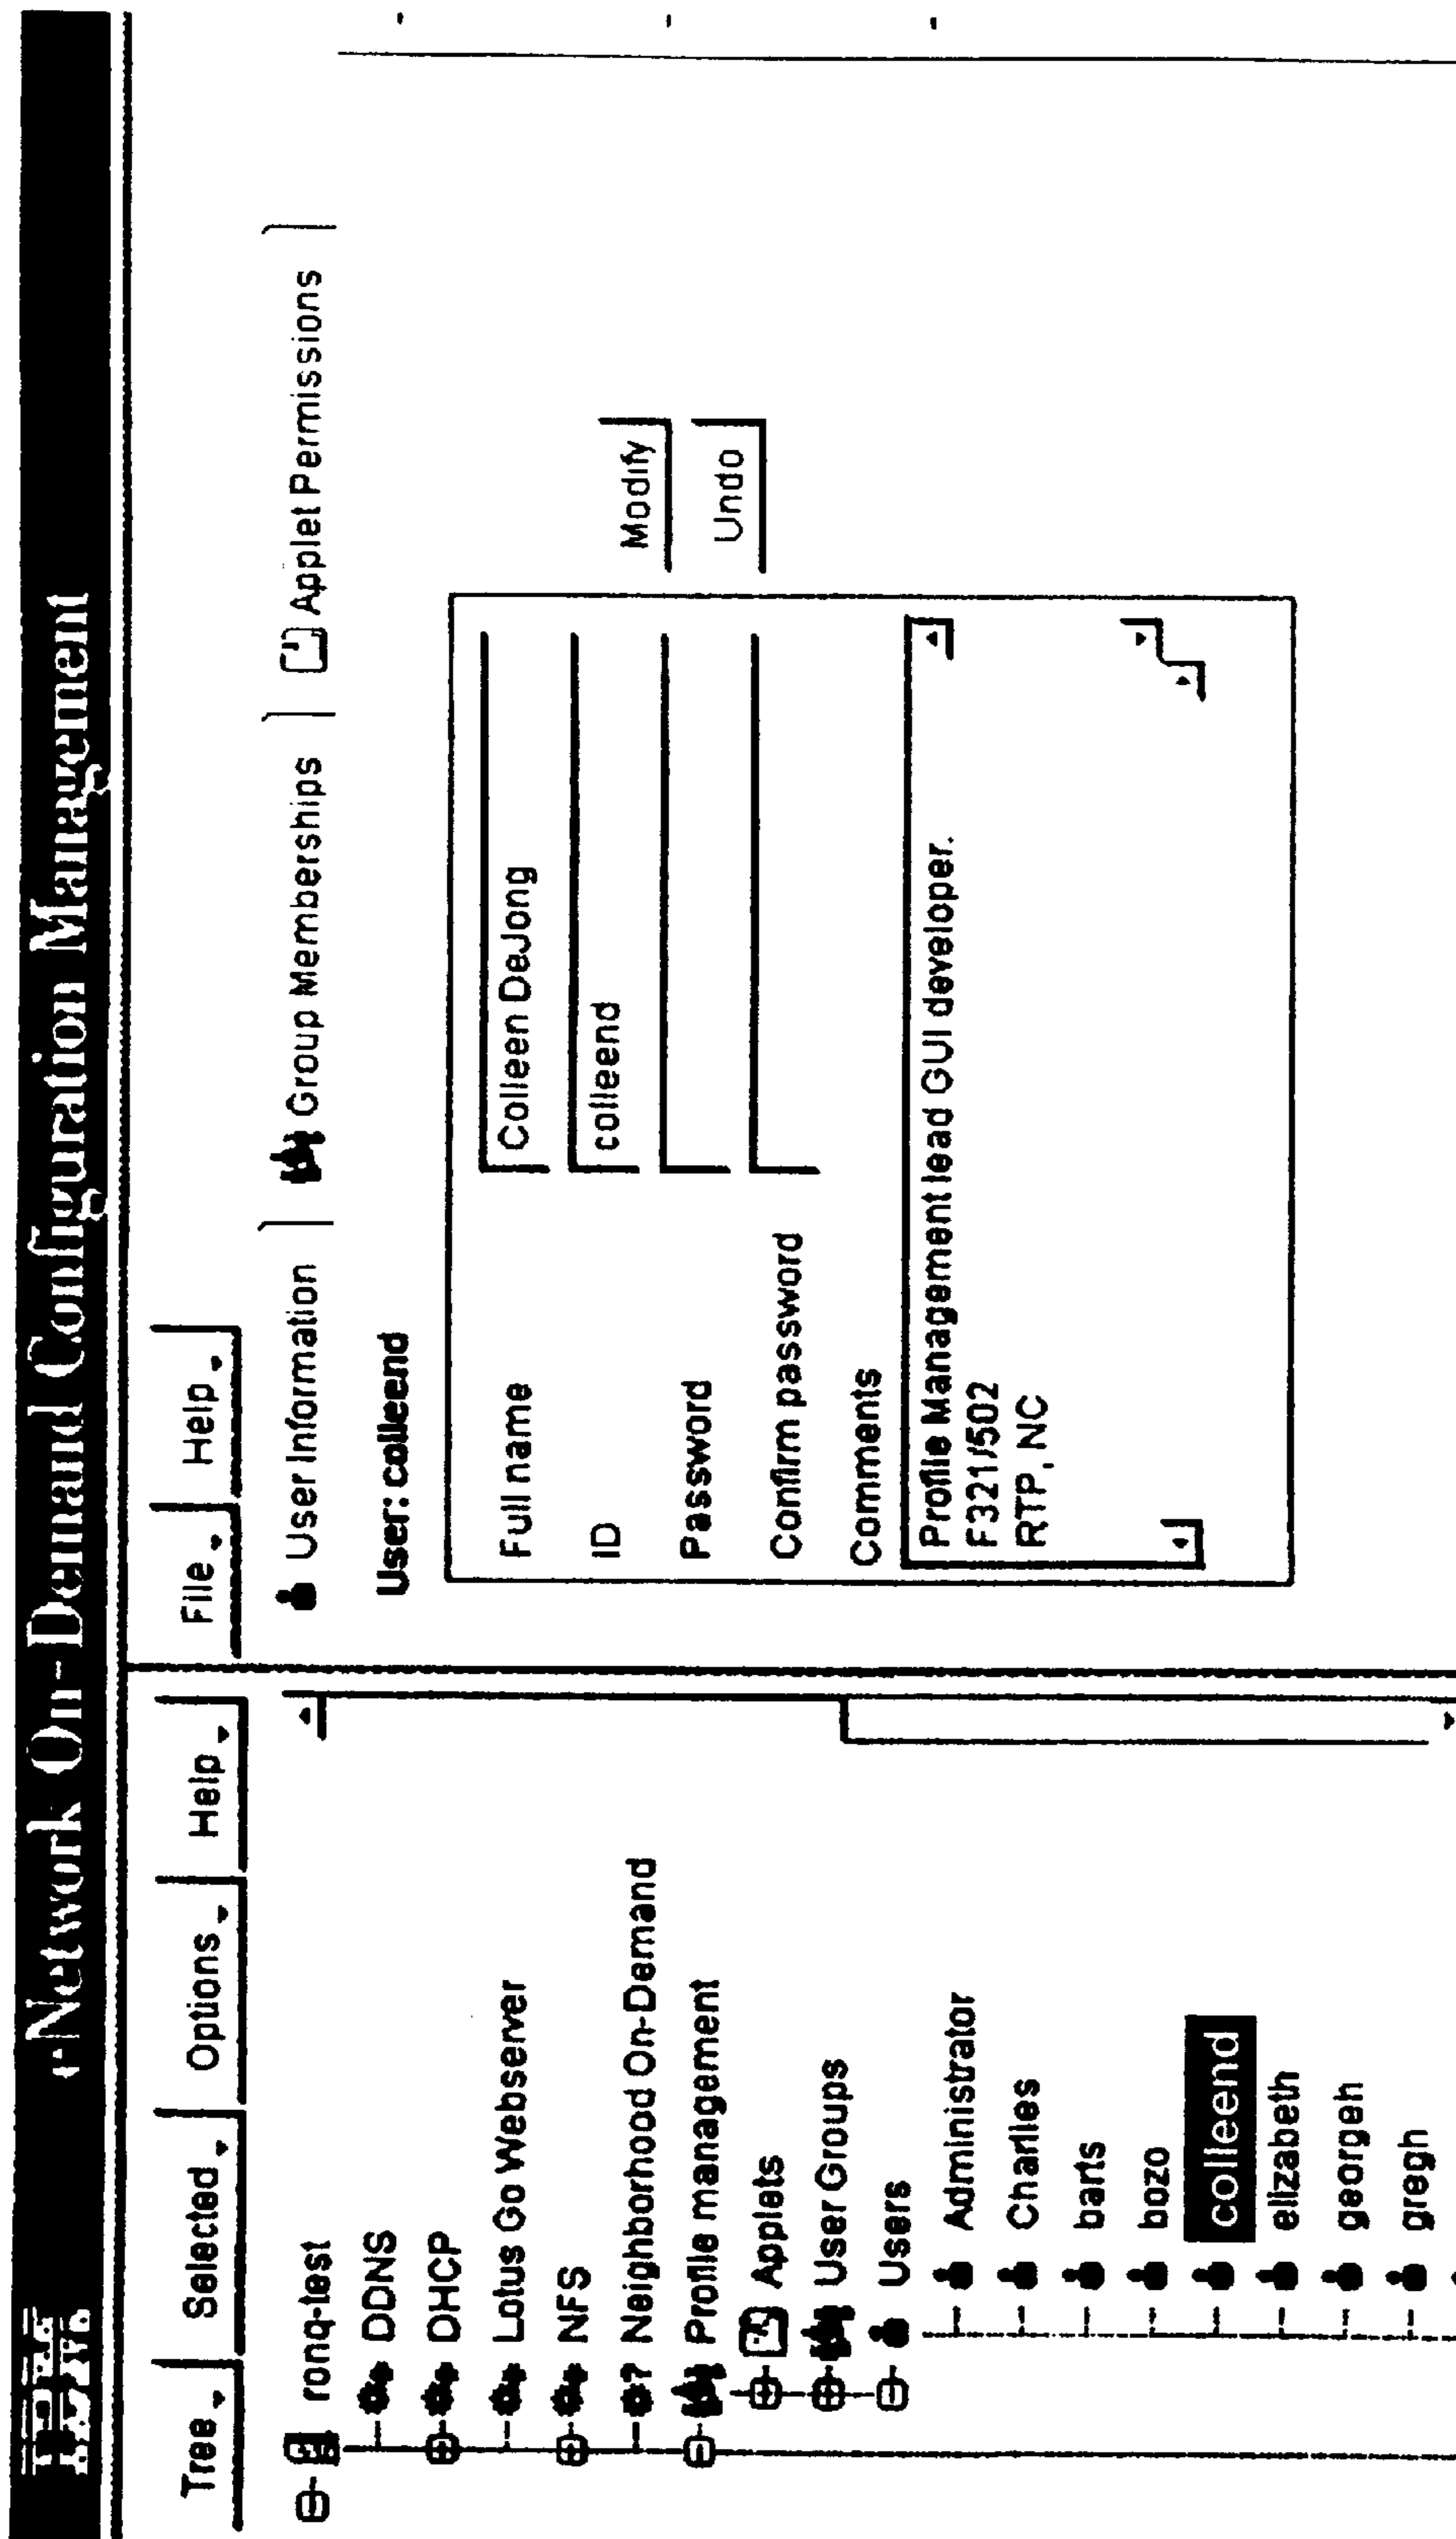 IBM eNetwork On-Demand Configuration Management
Tree Selected Options Help
ronq-test
DDNS
DHCP
Lotus Go Webserver
NFS
? Neighborhood On-Demand
Profile management
Applets
User Groups
Users
Administrator
Charlles
barts
bozo
colleend
elizabeth
georgeh
gregh
File Help
User Information Group Memberships Applet Permissions
User: colleend
Full name Colleen DeJong
ID colleend
Password
Confirm password
Modify
Undo
Comments
Profile Management lead GUI developer.
F321/502
RTP, NC